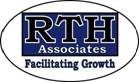 RTH
Associates
Facilitating Growth